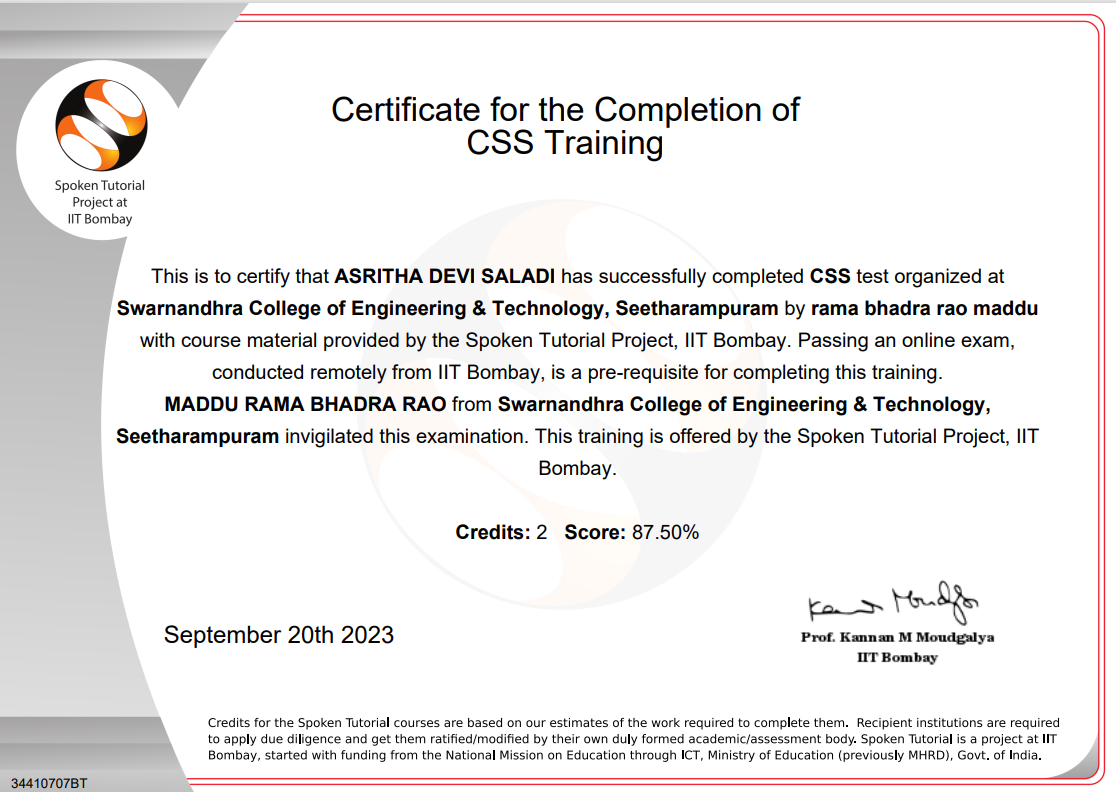 Spoken Tutorial
Project at
IIT Bombay
Certificate for the Completion of
CSS Training
This is to certify that ASRITHA DEVI SALADI has successfully completed CSS test organized at
Swarnandhra College of Engineering & Technology, Seetharampuram by rama bhadra rao maddu
with course material provided by the Spoken Tutorial Project, IIT Bombay. Passing an online exam,
conducted remotely from IIT Bombay, is a pre-requisite for completing this training.
MADDU RAMA BHADRA RAO from Swarnandhra College of Engineering & Technology,
Seetharampuram invigilated this examination. This training is offered by the Spoken Tutorial Project, IIT
Bombay.
Credits: 2 Score: 87.50%
September 20th 2023
Kannan Moudgalya
Prof. Kannan M Moudgalya
IIT Bombay
Credits for the Spoken Tutorial courses are based on our estimates of the work required to complete them. Recipient institutions are required
to apply due diligence and get them ratified/modified by their own duly formed academic/assessment body. Spoken Tutorial is a project at IIT
Bombay, started with funding from the National Mission on Education through ICT, Ministry of Education (previously MHRD), Govt. of India.
34410707BT